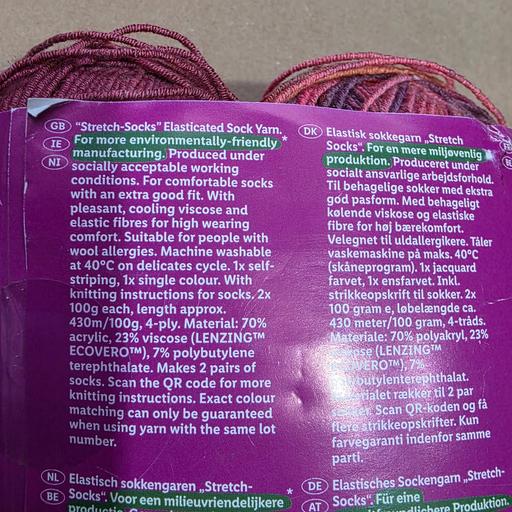 GB "Stretch-Socks" Elasticated Sock Yarn.
IE For more environmentally-friendly *
NI manufacturing. Produced under
socially acceptable working
conditions. For comfortable socks
with an extra good fit. With
pleasant, cooling viscose and
elastic fibres for high wearing
comfort. Suitable for people with
wool allergies. Machine washable
at 40°C on delicates cycle. 1x self-
striping, 1x single colour. With
knitting instructions for socks. 2x
100g each, length approx.
430m/100g, 4-ply. Material: 70%
acrylic, 23% viscose (LENZING™
ECOVERO™), 7% polybutylene
terephthalate. Makes 2 pairs of
socks. Scan the QR code for more
knitting instructions. Exact colour
matching can only be guaranteed
when using yarn with the same lot
number.
DK Elastisk sokkegarn „Stretch
Socks". For en mere miljøvenlig *
produktion. Produceret under
socialt ansvarlige arbejdsforhold.
Til behagelige sokker med ekstra
god pasform. Med behageligt
kølende viskose og elastiske
fibre for høj bærekomfort.
Velegnet til uldallergikere. Tåler
vaskemaskine på maks. 40°C
(skåneprogram). 1x jacquard
farvet, 1x ensfarvet. Inkl.
strikkeopskrift til sokker. 2x
100 gram e, løbelængde ca.
430 meter/100 gram, 4-tråds.
Materiale: 70% polyakryl, 23%
(LENZING™
ECOVERO™), 7%
rækker til 2 par
Scan QR-koden og få
flere strikkeopskrifter. Kun
farvegaranti indenfor samme
parti.
NL Elastisch sokkengaren „Stretch-
BE Socks". Voor een milieuvriendelijkere *
DE Elastisches Sockengarn „Stretch-
AT Socks". Für eine
Produktion.